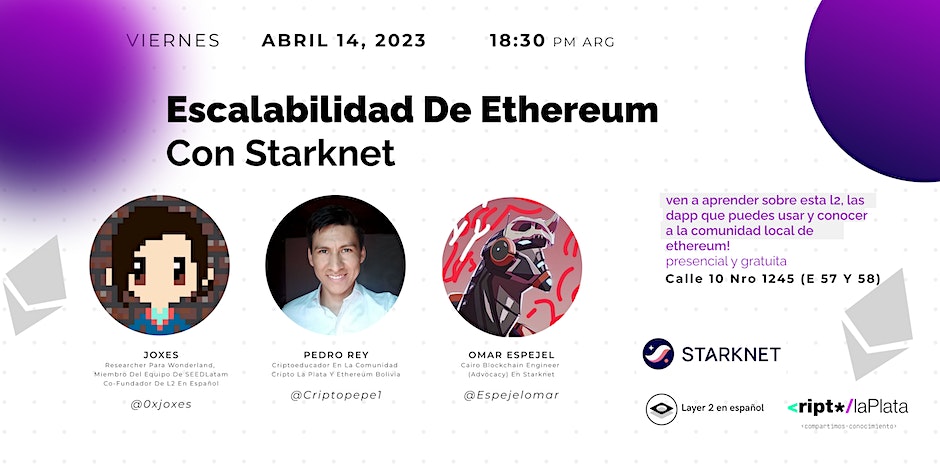 VIERNES ABRIL 14, 2023 18:30 PM ARG
Escalabilidad De Ethereum
Con Starknet
ven a aprender sobre esta l2, las
dapp que puedes usar y conocer
a la comunidad local de
ethereum!
presencial y gratuita
Calle 10 Nro 1245 (E 57 Y 58)
JOXES
Researcher Para Wonderland,
Miembro Del Equipo De SEEDLatam
Co-Fundador De L2 En Español
@0xjoxes
PEDRO REY
Criptoeducador En La Comunidad
Cripto La Plata Y Ethereum Bolivia
@Criptopepe1
OMAR ESPEJEL
Cairo Blockchain Engineer
(Advocacy) En Starknet
@Espejelomar
STARKNET
Layer 2 en español
<ript*/laPlata
‹compartimos·conocimiento›